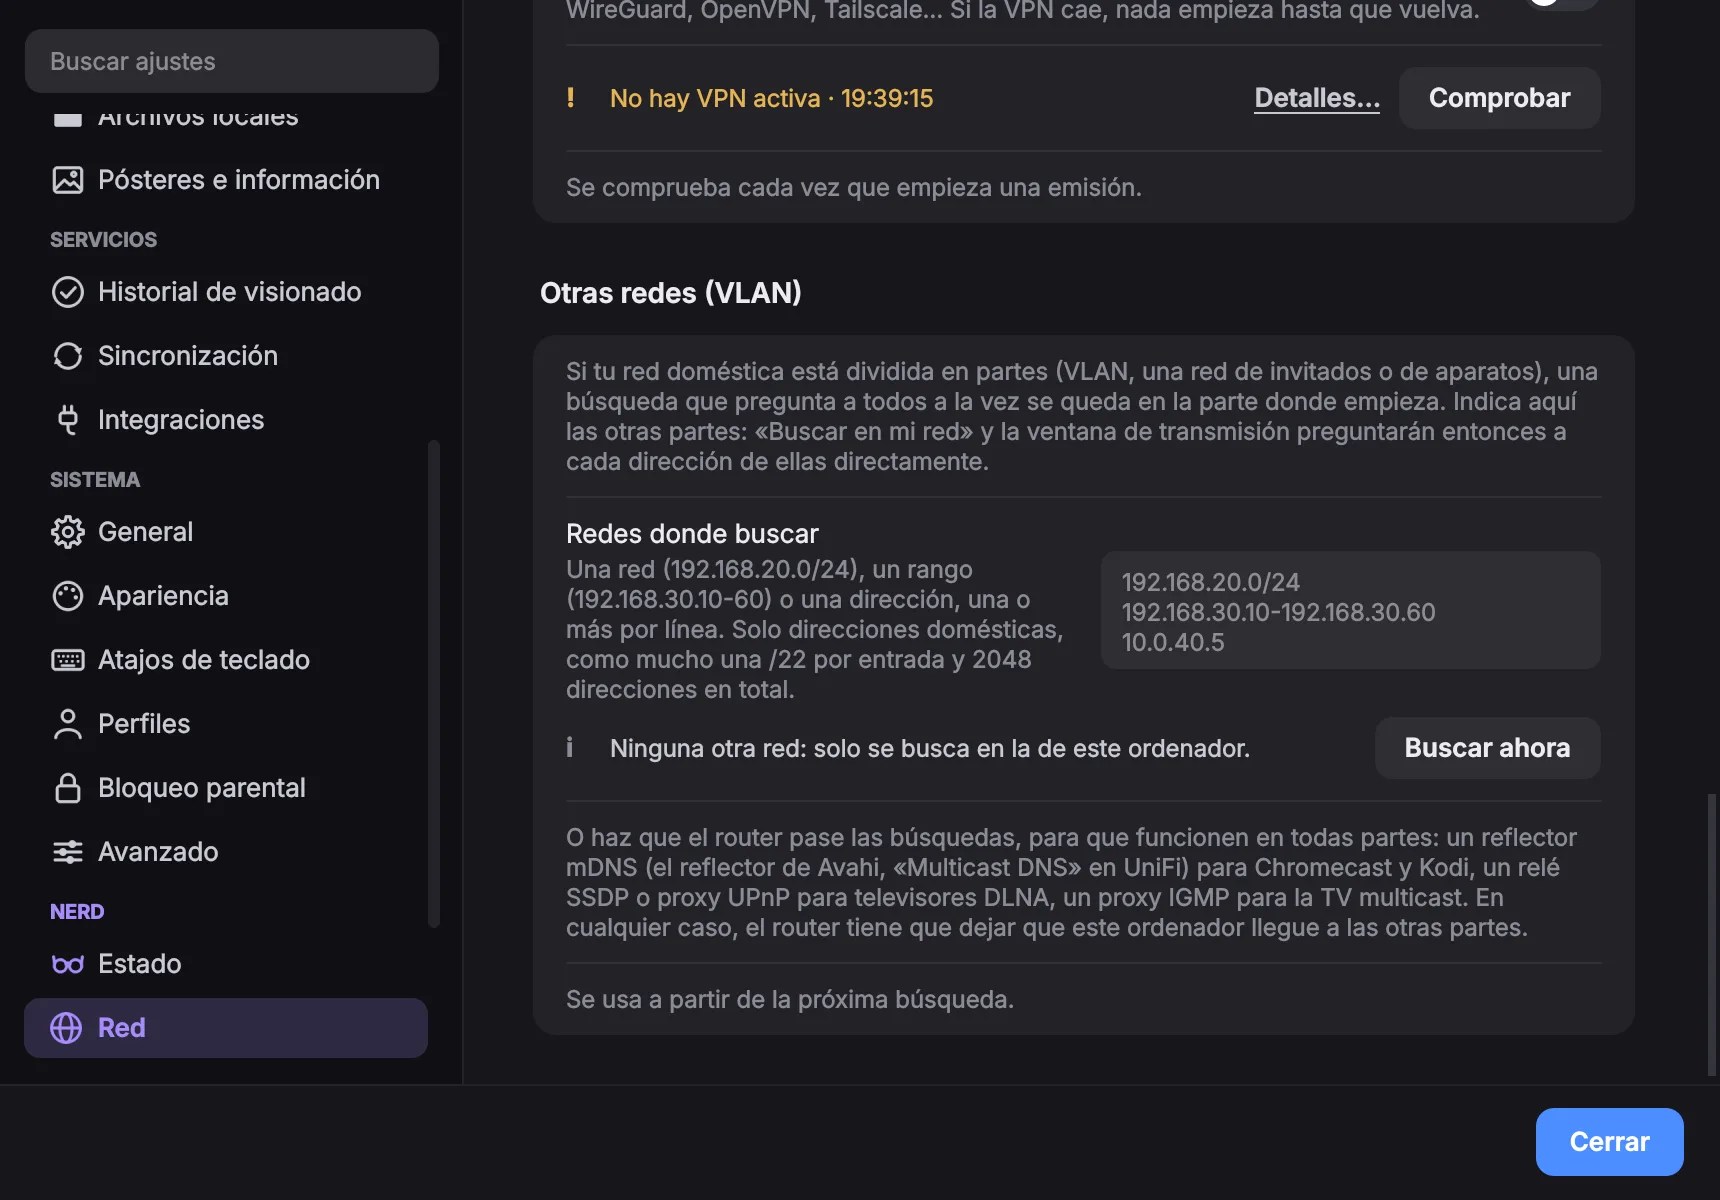 Buscar ajustes
Archivos locales
Pósteres e información
SERVICIOS
Historial de visionado
Sincronización
Integraciones
SISTEMA
General
Apariencia
Atajos de teclado
Perfiles
Bloqueo parental
Avanzado
NERD
Estado
Red
WireGuard, OpenVPN, Tailscale... Si la VPN cae, nada empieza hasta que vuelva.
! No hay VPN activa · 19:39:15 Detalles... Comprobar
Se comprueba cada vez que empieza una emisión.
Otras redes (VLAN)
Si tu red doméstica está dividida en partes (VLAN, una red de invitados o de aparatos), una
búsqueda que pregunta a todos a la vez se queda en la parte donde empieza. Indica aquí
las otras partes: «Buscar en mi red» y la ventana de transmisión preguntarán entonces a
cada dirección de ellas directamente.
Redes donde buscar
Una red (192.168.20.0/24), un rango
(192.168.30.10-60) o una dirección, una o
más por línea. Solo direcciones domésticas,
como mucho una /22 por entrada y 2048
direcciones en total.
192.168.20.0/24
192.168.30.10-192.168.30.60
10.0.40.5
i Ninguna otra red: solo se busca en la de este ordenador. Buscar ahora
O haz que el router pase las búsquedas, para que funcionen en todas partes: un reflector
mDNS (el reflector de Avahi, «Multicast DNS» en UniFi) para Chromecast y Kodi, un relé
SSDP o proxy UPnP para televisores DLNA, un proxy IGMP para la TV multicast. En
cualquier caso, el router tiene que dejar que este ordenador llegue a las otras partes.
Se usa a partir de la próxima búsqueda.
Cerrar